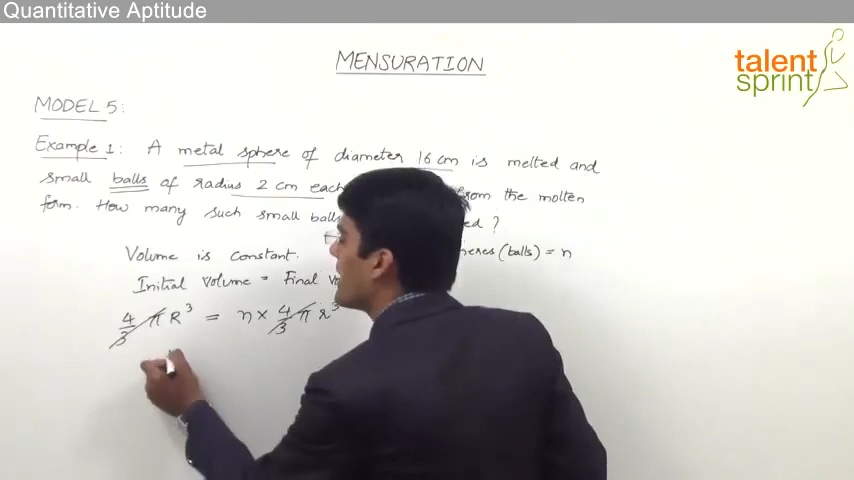 Quantitative Aptitude
MENSURATION
talent
sprint
MODEL 5:
Example 1: A metal sphere of diameter 16 cm is melted and
small balls of radius 2 cm each from the molten
form. How many such small balls ?
Volume is constant. (balls) = n
Initial volume = Final
4/3 π R³ = n × 4/3 π r³